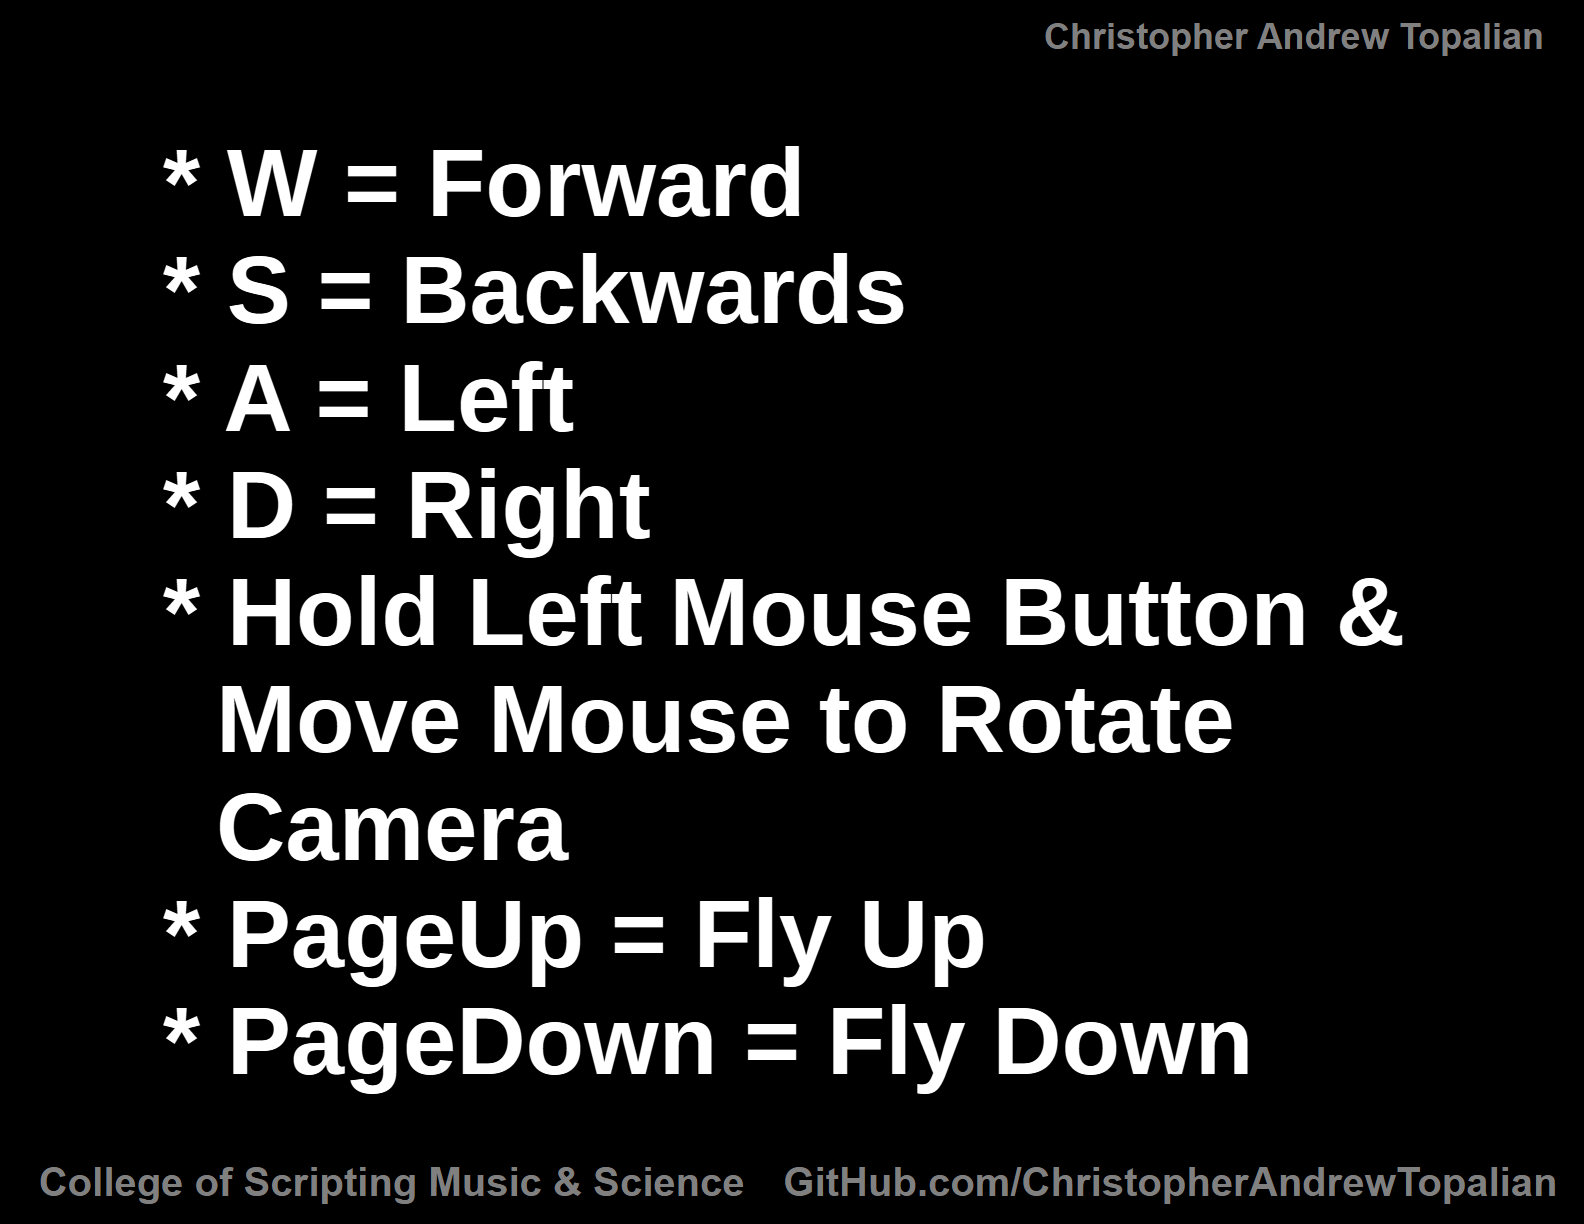 Christopher Andrew Topalian
* W = Forward
* S = Backwards
* A = Left
* D = Right
* Hold Left Mouse Button &
Move Mouse to Rotate
Camera
* PageUp = Fly Up
* PageDown = Fly Down
College of Scripting Music & Science GitHub.com/ChristopherAndrewTopalian